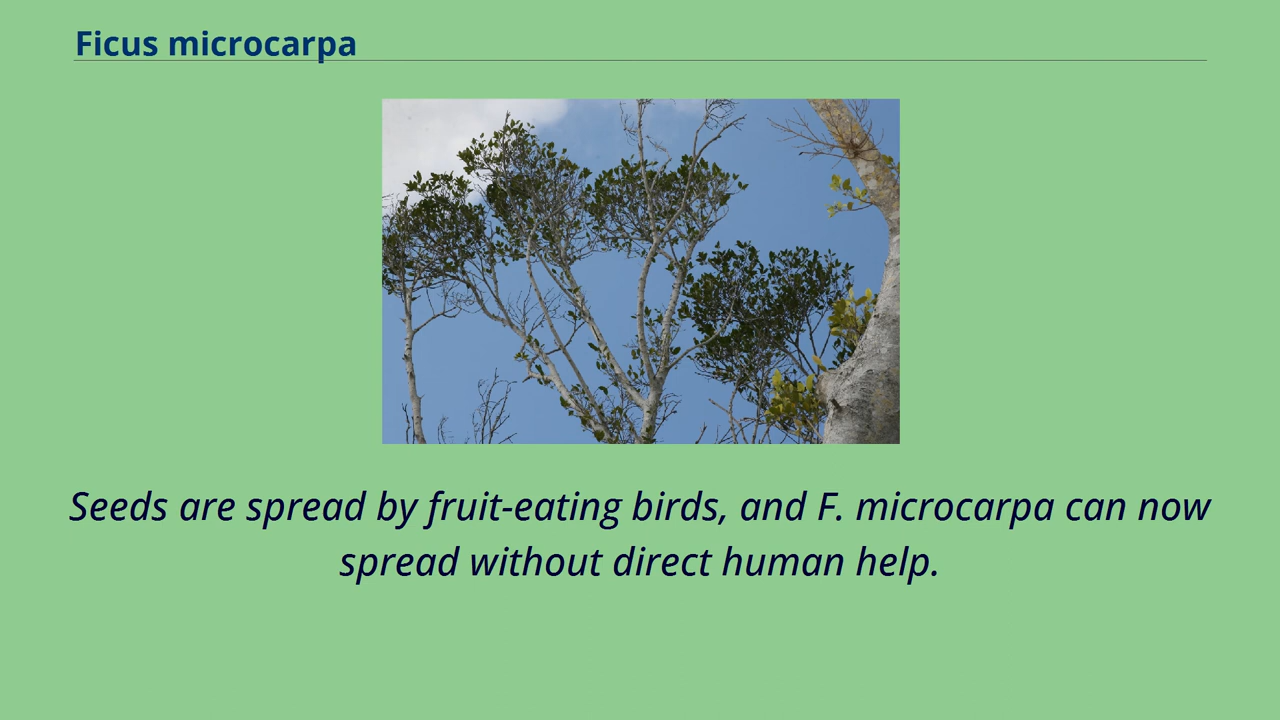 Ficus microcarpa
Seeds are spread by fruit-eating birds, and F. microcarpa can now
spread without direct human help.